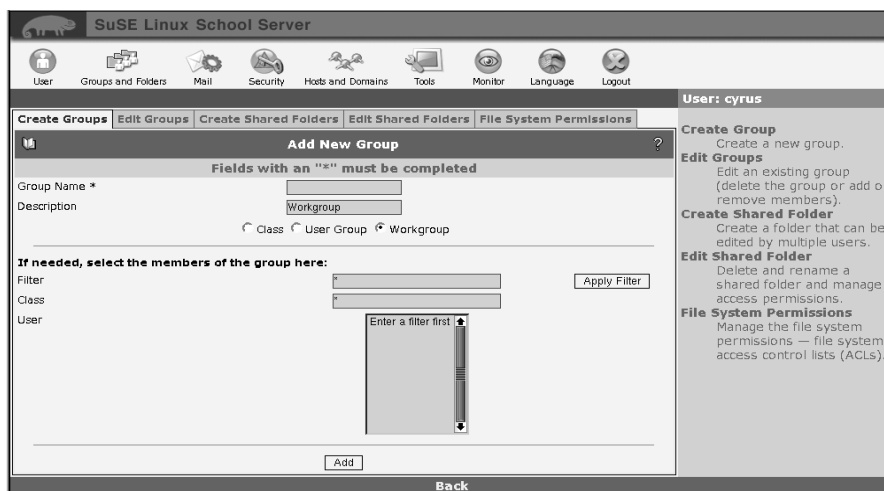 SuSE Linux School Server
User Groups and Folders Mail Security Hosts and Domains Tools Monitor Language Logout
User: cyrus
Create Groups Edit Groups Create Shared Folders Edit Shared Folders File System Permissions
Add New Group ?
Fields with an "*" must be completed
Group Name *
Description Workgroup
Class User Group Workgroup
If needed, select the members of the group here:
Filter * Apply Filter
Class *
User Enter a filter first
Add
Back
Create Group
Create a new group.
Edit Groups
Edit an existing group
(delete the group or add o
remove members).
Create Shared Folder
Create a folder that can be
edited by multiple users.
Edit Shared Folder
Delete and rename a
shared folder and manage
access permissions.
File System Permissions
Manage the file system
permissions — file system
access control lists (ACLs).